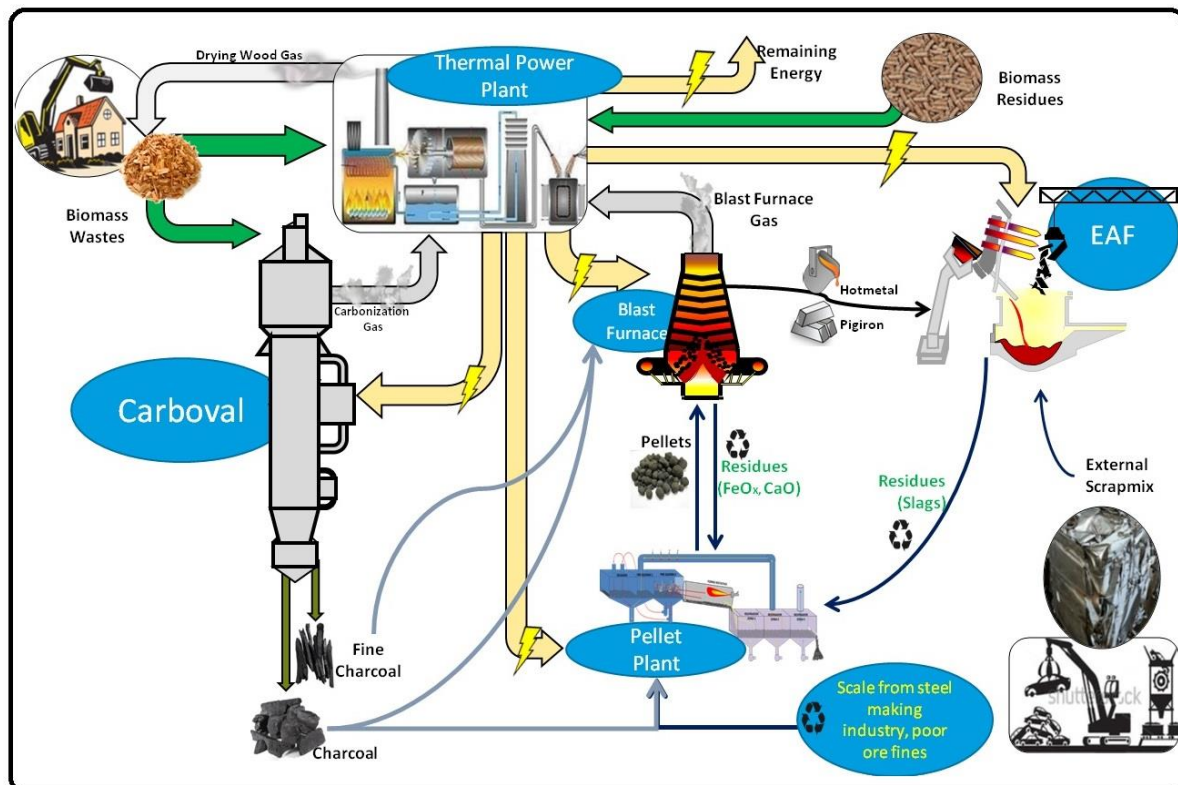 Drying Wood Gas
Thermal Power
Plant
Remaining
Energy
Biomass
Residues
Biomass
Wastes
Blast Furnace
Gas
EAF
Carbonization
Gas
Blast
Furnace
Hotmetal
Pigiron
Carboval
Pellets
Residues
(FeOx, CaO)
Residues
(Slags)
External
Scrapmix
Fine
Charcoal
Pellet
Plant
Charcoal
Scale from steel
making
industry, poor
ore fines